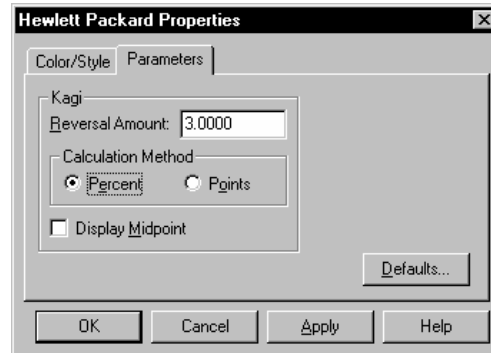 Hewlett Packard Properties
Color/Style Parameters
Kagi
Reversal Amount: 3.0000
Calculation Method
Percent Points
Display Midpoint
Defaults...
OK Cancel Apply Help